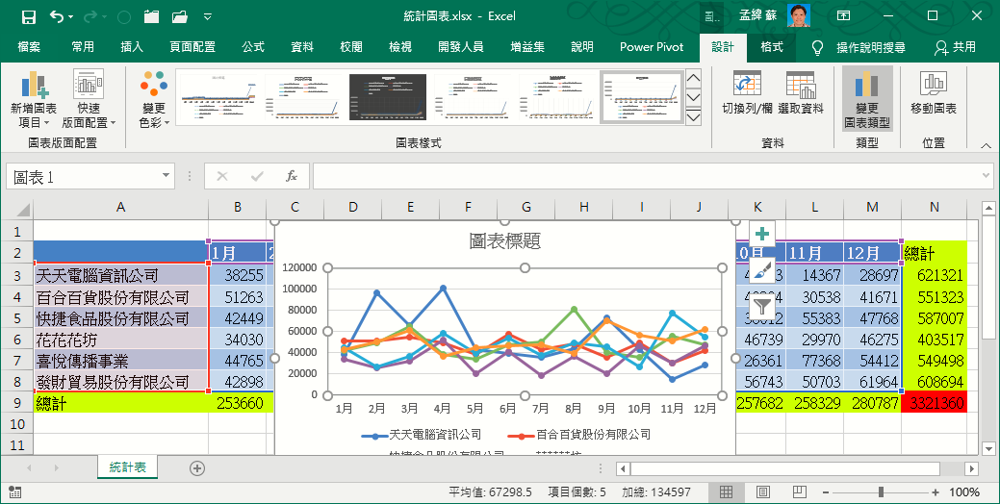 統計圖表.xlsx - Excel
孟緯 蘇
檔案 常用 插入 頁面配置 公式 資料 校閱 檢視 開發人員 增益集 說明 Power Pivot 設計 格式 操作說明搜尋 共用
新增圖表項目 快速版面配置 變更色彩 切換列/欄 選取資料 變更圖表類型 移動圖表
圖表版面配置 圖表樣式 資料 類型 位置
圖表 1 fx
A B C D E F G H I J K L M N
1
2 1月 10月 11月 12月 總計
3 天天電腦資訊公司 38255 14367 28697 621321
4 百合百貨股份有限公司 51263 30538 41671 551323
5 快捷食品股份有限公司 42449 55383 47768 587007
6 花花花坊 34030 46739 29970 46275 403517
7 喜悅傳播事業 44765 26361 77368 54412 549498
8 發財貿易股份有限公司 42898 56743 50703 61964 608694
9 總計 253660 257682 258329 280787 3321360
10
11
圖表標題
120000
100000
80000
60000
40000
20000
0
1月 2月 3月 4月 5月 6月 7月 8月 9月 10月 11月 12月
天天電腦資訊公司 百合百貨股份有限公司
快捷食品股份有限公司
統計表
平均值: 67298.5 項目個數: 5 加總: 134597 100%